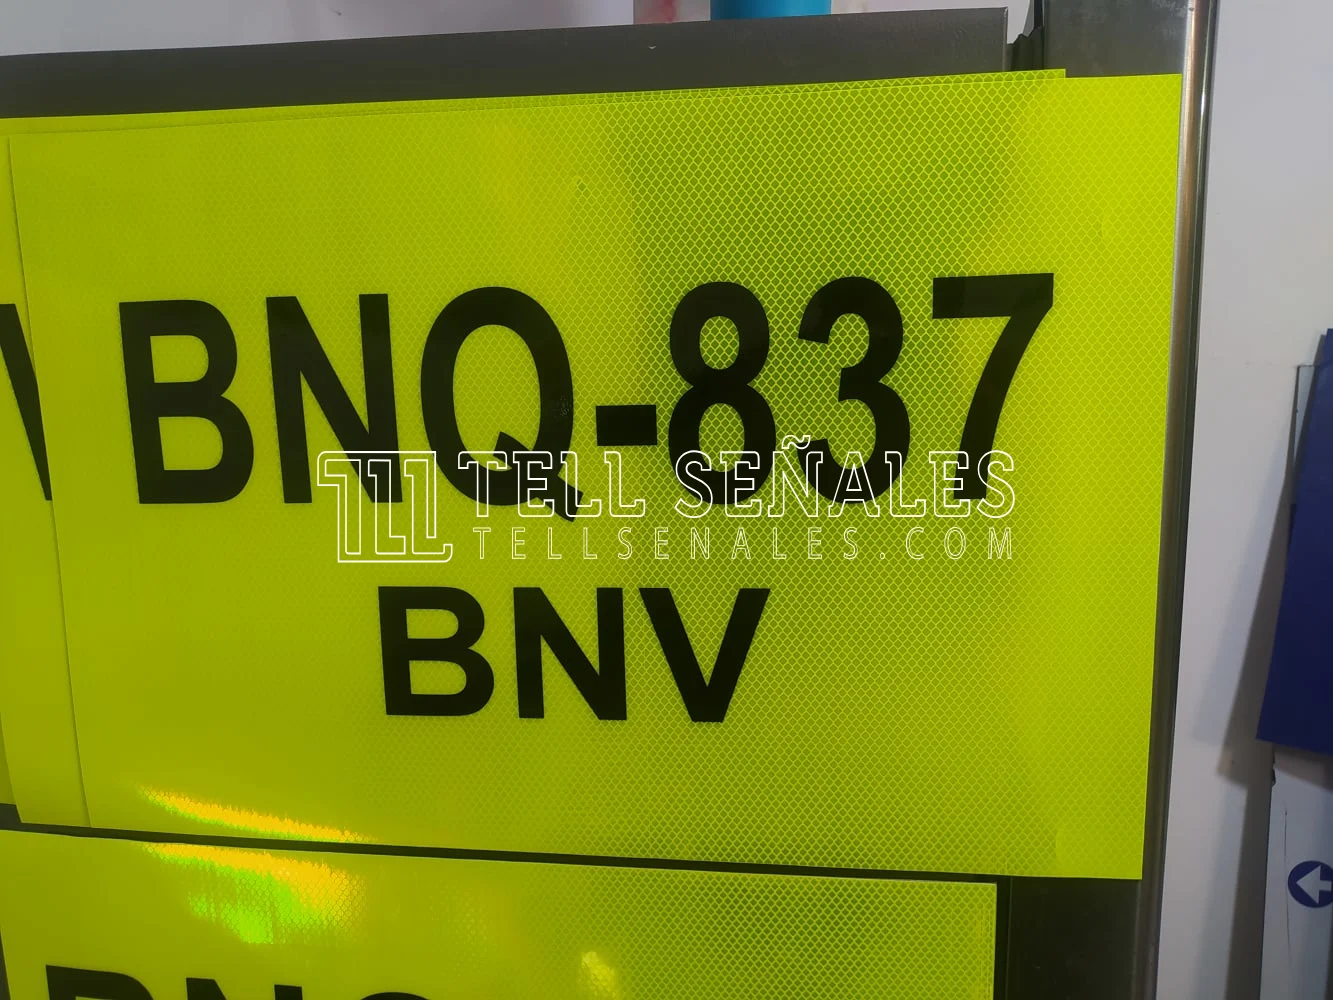 BNQ-837
TELL SEÑALES
TELLSENALES.COM
BNV